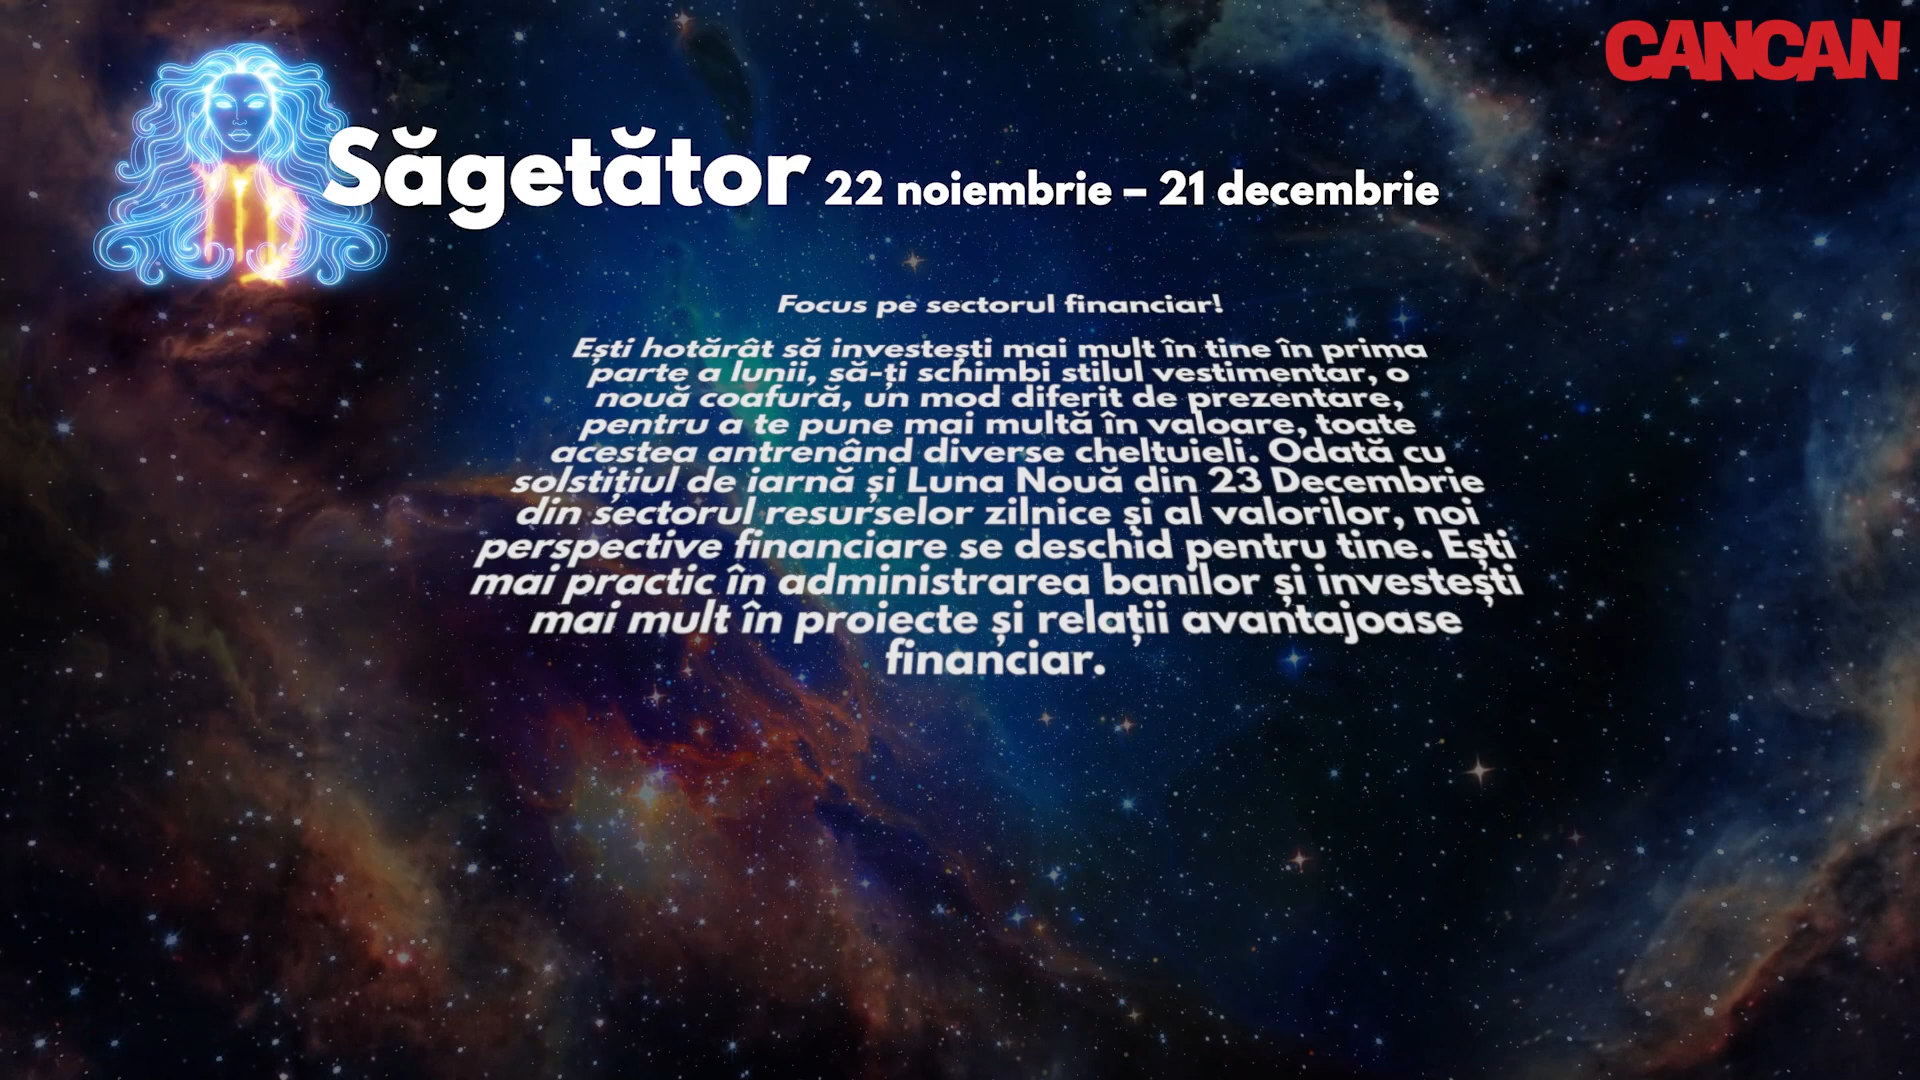 CANCAN
Săgetător 22 noiembrie – 21 decembrie
Focus pe sectorul financiar!
Ești hotărât să investești mai mult în tine în prima
parte a lunii, să-ți schimbi stilul vestimentar, o
nouă coafură, un mod diferit de prezentare,
pentru a te pune mai multă în valoare, toate
acestea antrenând diverse cheltuieli. Odată cu
solstițiul de iarnă și Luna Nouă din 23 Decembrie
din sectorul resurselor zilnice și al valorilor, noi
perspective financiare se deschid pentru tine. Ești
mai practic în administrarea banilor și investești
mai mult în proiecte și relații avantajoase
financiar.